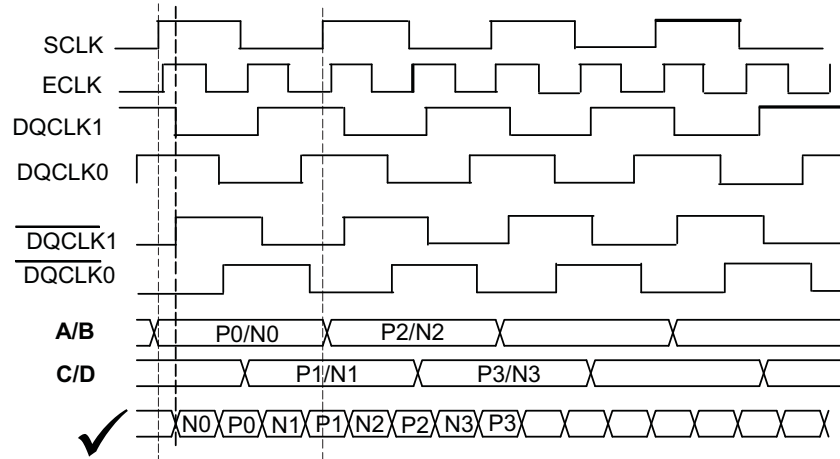 SCLK
ECLK
DQCLK1
DQCLK0
DQCLK1
DQCLK0
A/B P0/N0 P2/N2
C/D P1/N1 P3/N3
N0 P0 N1 P1 N2 P2 N3 P3